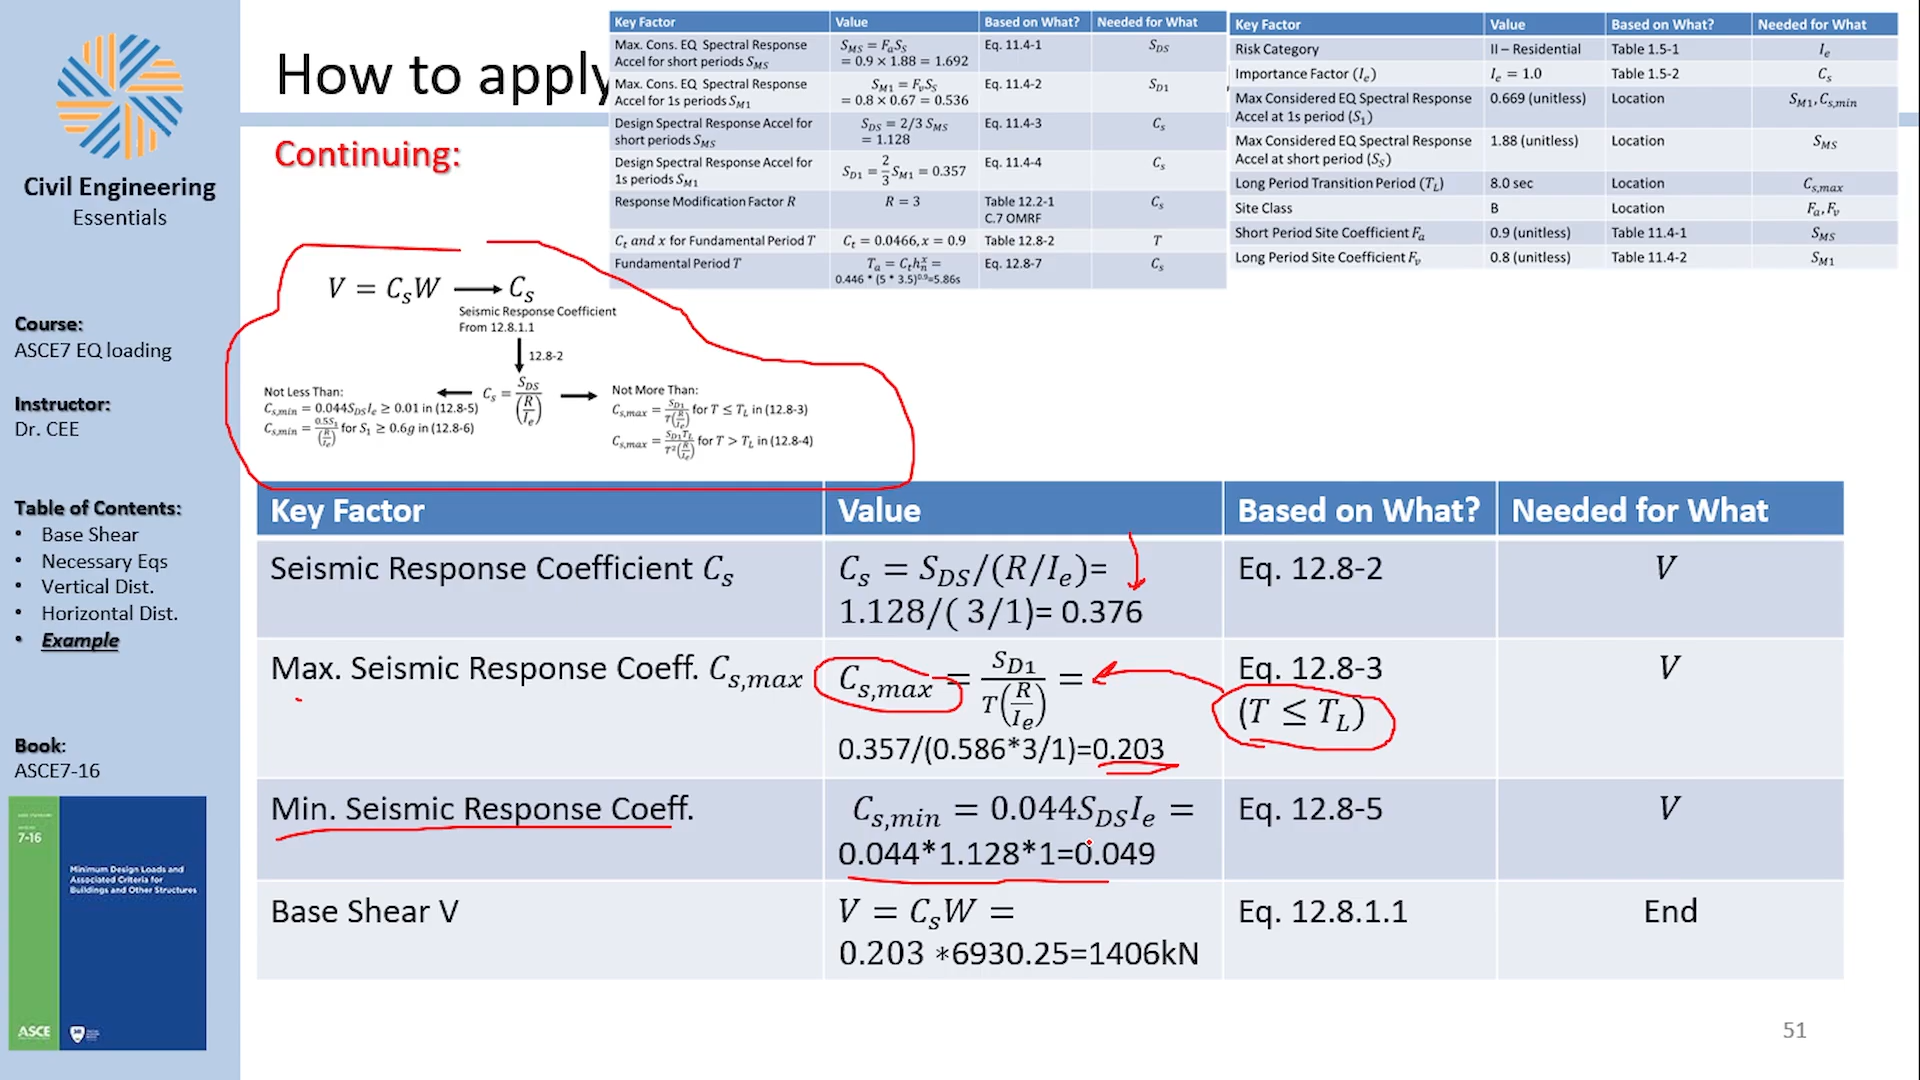 Civil Engineering
Essentials
Course:
ASCE7 EQ loading
Instructor:
Dr. CEE
Table of Contents:
• Base Shear
• Necessary Eqs
• Vertical Dist.
• Horizontal Dist.
• Example
Book:
ASCE7-16
7-16
Minimum Design Loads and
Associated Criteria for
Buildings and Other Structures
ASCE
How to apply
Continuing:
Key Factor Value Based on What? Needed for What
Max. Cons. EQ Spectral Response
Accel for short periods S_MS
S_MS = F_a S_S
= 0.9 × 1.88 = 1.692
Eq. 11.4-1
S_DS
Max. Cons. EQ Spectral Response
Accel for 1s periods S_M1
S_M1 = F_v S_S
= 0.8 × 0.67 = 0.536
Eq. 11.4-2
S_D1
Design Spectral Response Accel for
short periods S_MS
S_DS = 2/3 S_MS
= 1.128
Eq. 11.4-3
C_s
Design Spectral Response Accel for
1s periods S_M1
S_D1 = 2/3 S_M1 = 0.357
Eq. 11.4-4
C_s
Response Modification Factor R
R = 3
Table 12.2-1
C.7 OMRF
C_s
C_t and x for Fundamental Period T
C_t = 0.0466, x = 0.9
Table 12.8-2
T
Fundamental Period T
T_a = C_t h_n^x =
0.446 * (5 * 3.5)^0.9=5.86s
Eq. 12.8-7
C_s
Key Factor Value Based on What? Needed for What
Risk Category II – Residential Table 1.5-1 I_e
Importance Factor (I_e) I_e = 1.0 Table 1.5-2 C_s
Max Considered EQ Spectral Response
Accel at 1s period (S_1)
0.669 (unitless) Location S_M1, C_s,min
Max Considered EQ Spectral Response
Accel at short period (S_S)
1.88 (unitless) Location S_MS
Long Period Transition Period (T_L) 8.0 sec Location C_s,max
Site Class B Location F_a, F_v
Short Period Site Coefficient F_a 0.9 (unitless) Table 11.4-1 S_MS
Long Period Site Coefficient F_v 0.8 (unitless) Table 11.4-2 S_M1
V = C_s W → C_s
Seismic Response Coefficient
From 12.8.1.1
12.8-2
C_s = S_DS/(R/I_e)
Not Less Than:
C_s,min = 0.044S_DS I_e ≥ 0.01 in (12.8-5)
C_s,min = 0.5S_1/(R/I_e) for S_1 ≥ 0.6g in (12.8-6)
Not More Than:
C_s,max = S_D1/T(R/I_e) for T ≤ T_L in (12.8-3)
C_s,max = S_D1 T_L/T²(R/I_e) for T > T_L in (12.8-4)
Key Factor Value Based on What? Needed for What
Seismic Response Coefficient C_s
C_s = S_DS/(R/I_e)=
1.128/( 3/1)= 0.376
Eq. 12.8-2
V
Max. Seismic Response Coeff. C_s,max
C_s,max = S_D1/T(R/I_e) =
0.357/(0.586*3/1)=0.203
Eq. 12.8-3
(T ≤ T_L)
V
Min. Seismic Response Coeff.
C_s,min = 0.044S_DS I_e =
0.044*1.128*1=0.049
Eq. 12.8-5
V
Base Shear V
V = C_s W =
0.203 *6930.25=1406kN
Eq. 12.8.1.1
End
51